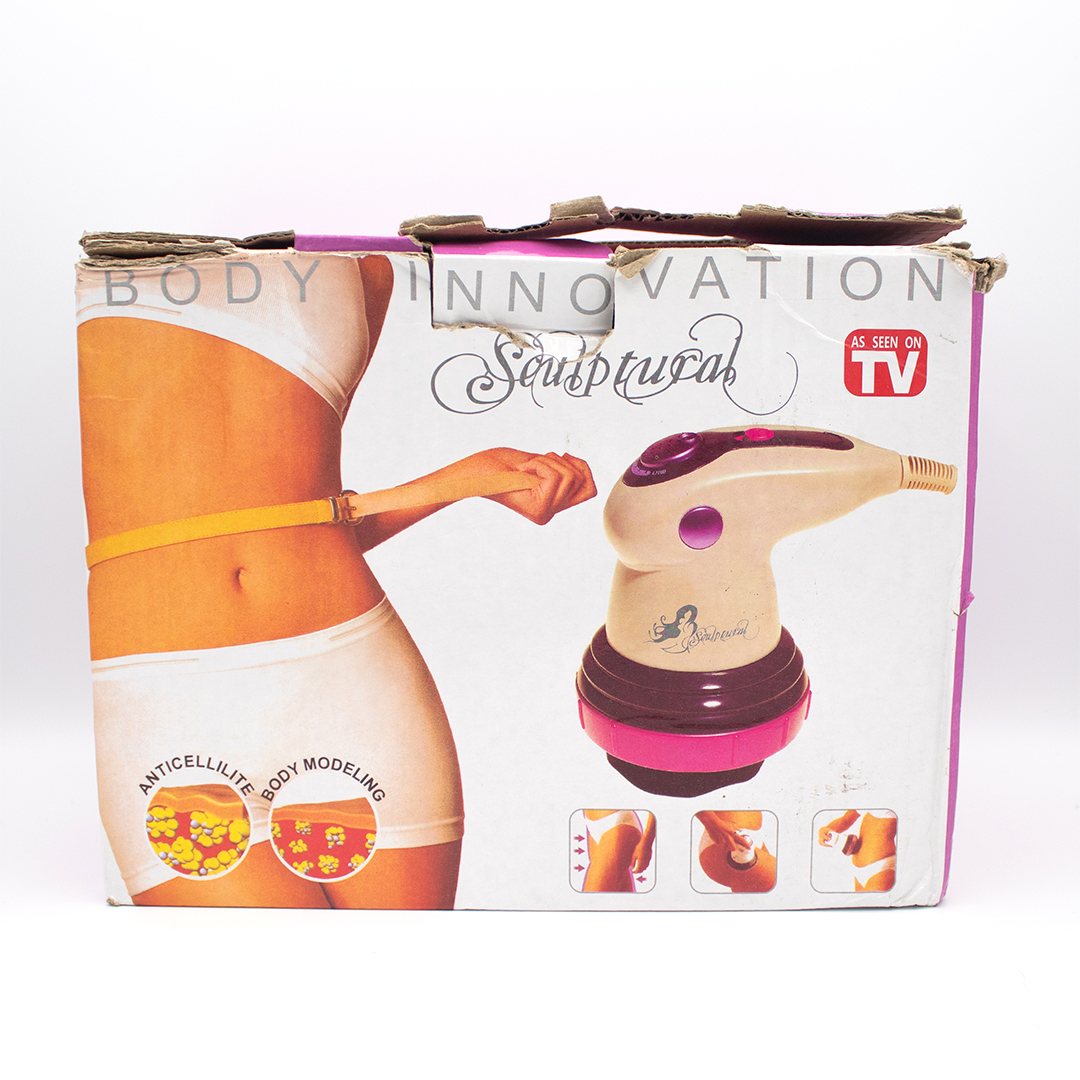 BODY INNOVATION
Sculptural
AS SEEN ON
TV
Sculptural
ANTICELLILITE
BODY MODELING